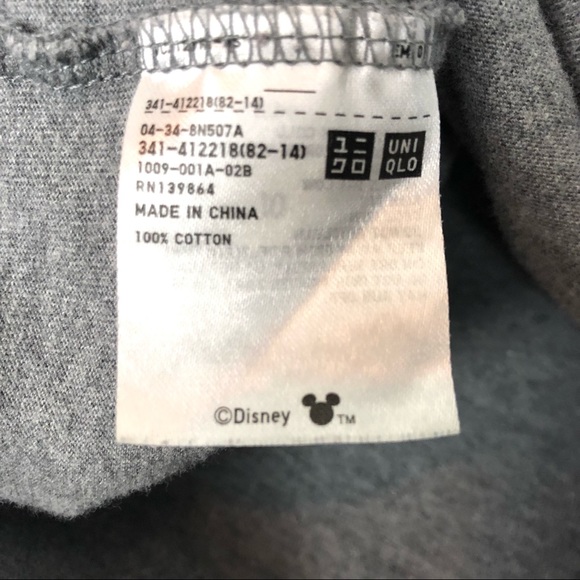 341-412218(82-14)
04-34-8N507A
341-412218(82-14)
1009-001A-02B
RN139864
MADE IN CHINA
100% COTTON
ユニ
クロ
UNI
QLO
©Disney TM